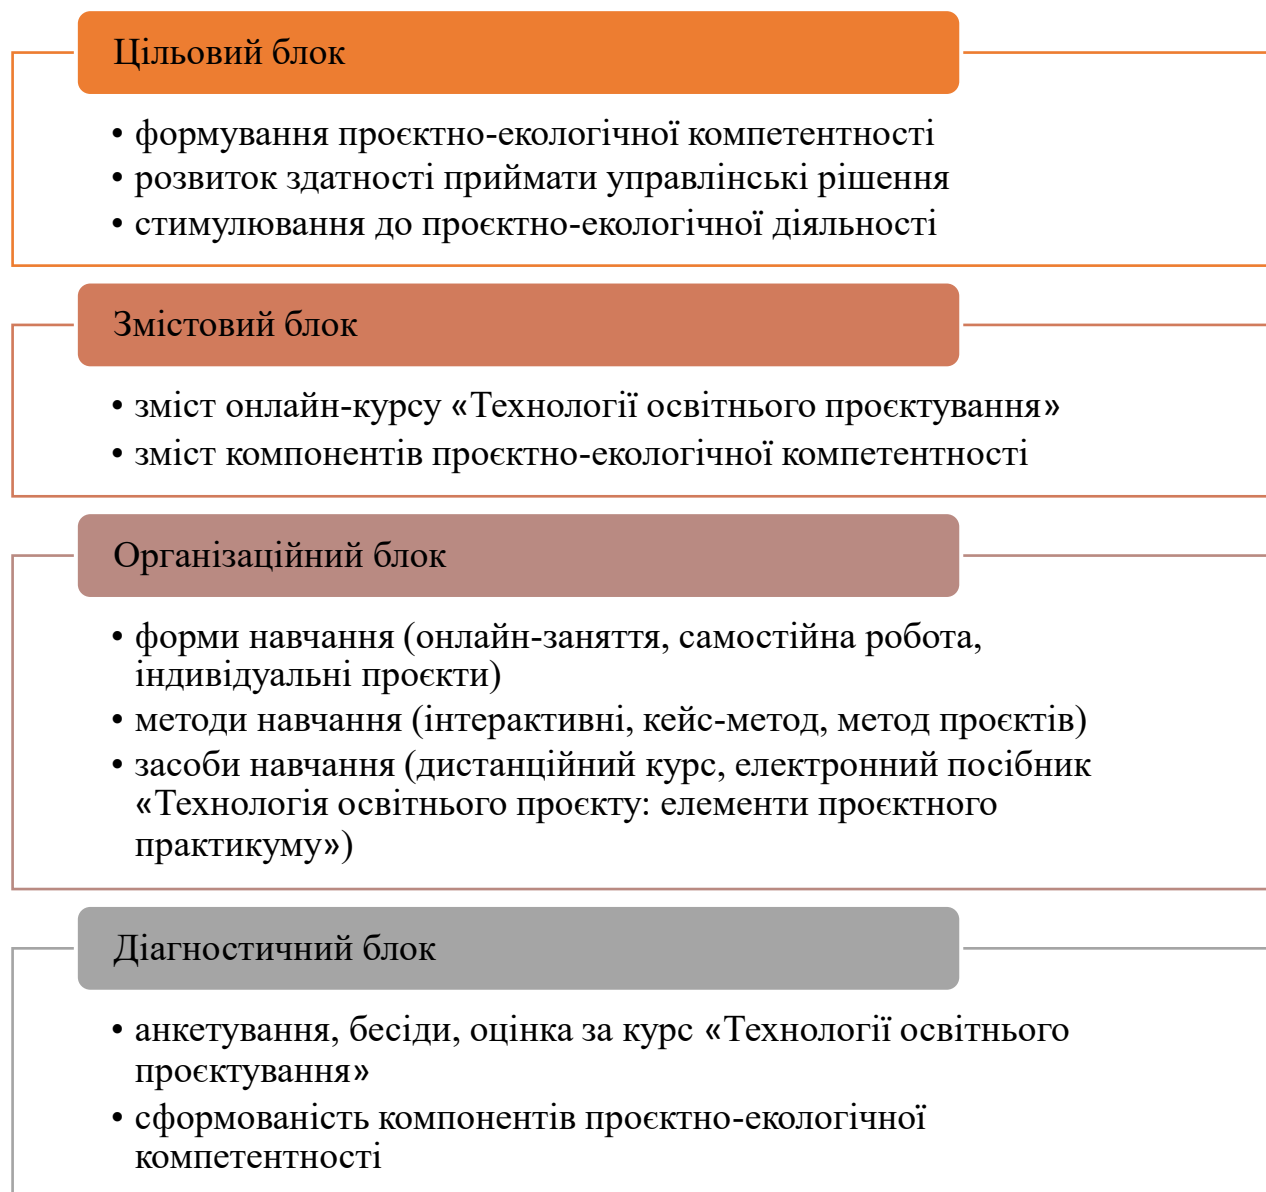 Цільовий блок
• формування проєктно-екологічної компетентності
• розвиток здатності приймати управлінські рішення
• стимулювання до проєктно-екологічної діяльності
Змістовий блок
• зміст онлайн-курсу «Технології освітнього проєктування»
• зміст компонентів проєктно-екологічної компетентності
Організаційний блок
• форми навчання (онлайн-заняття, самостійна робота,
індивідуальні проєкти)
• методи навчання (інтерактивні, кейс-метод, метод проєктів)
• засоби навчання (дистанційний курс, електронний посібник
«Технологія освітнього проєкту: елементи проєктного
практикуму»)
Діагностичний блок
• анкетування, бесіди, оцінка за курс «Технології освітнього
проєктування»
• сформованість компонентів проєктно-екологічної
компетентності